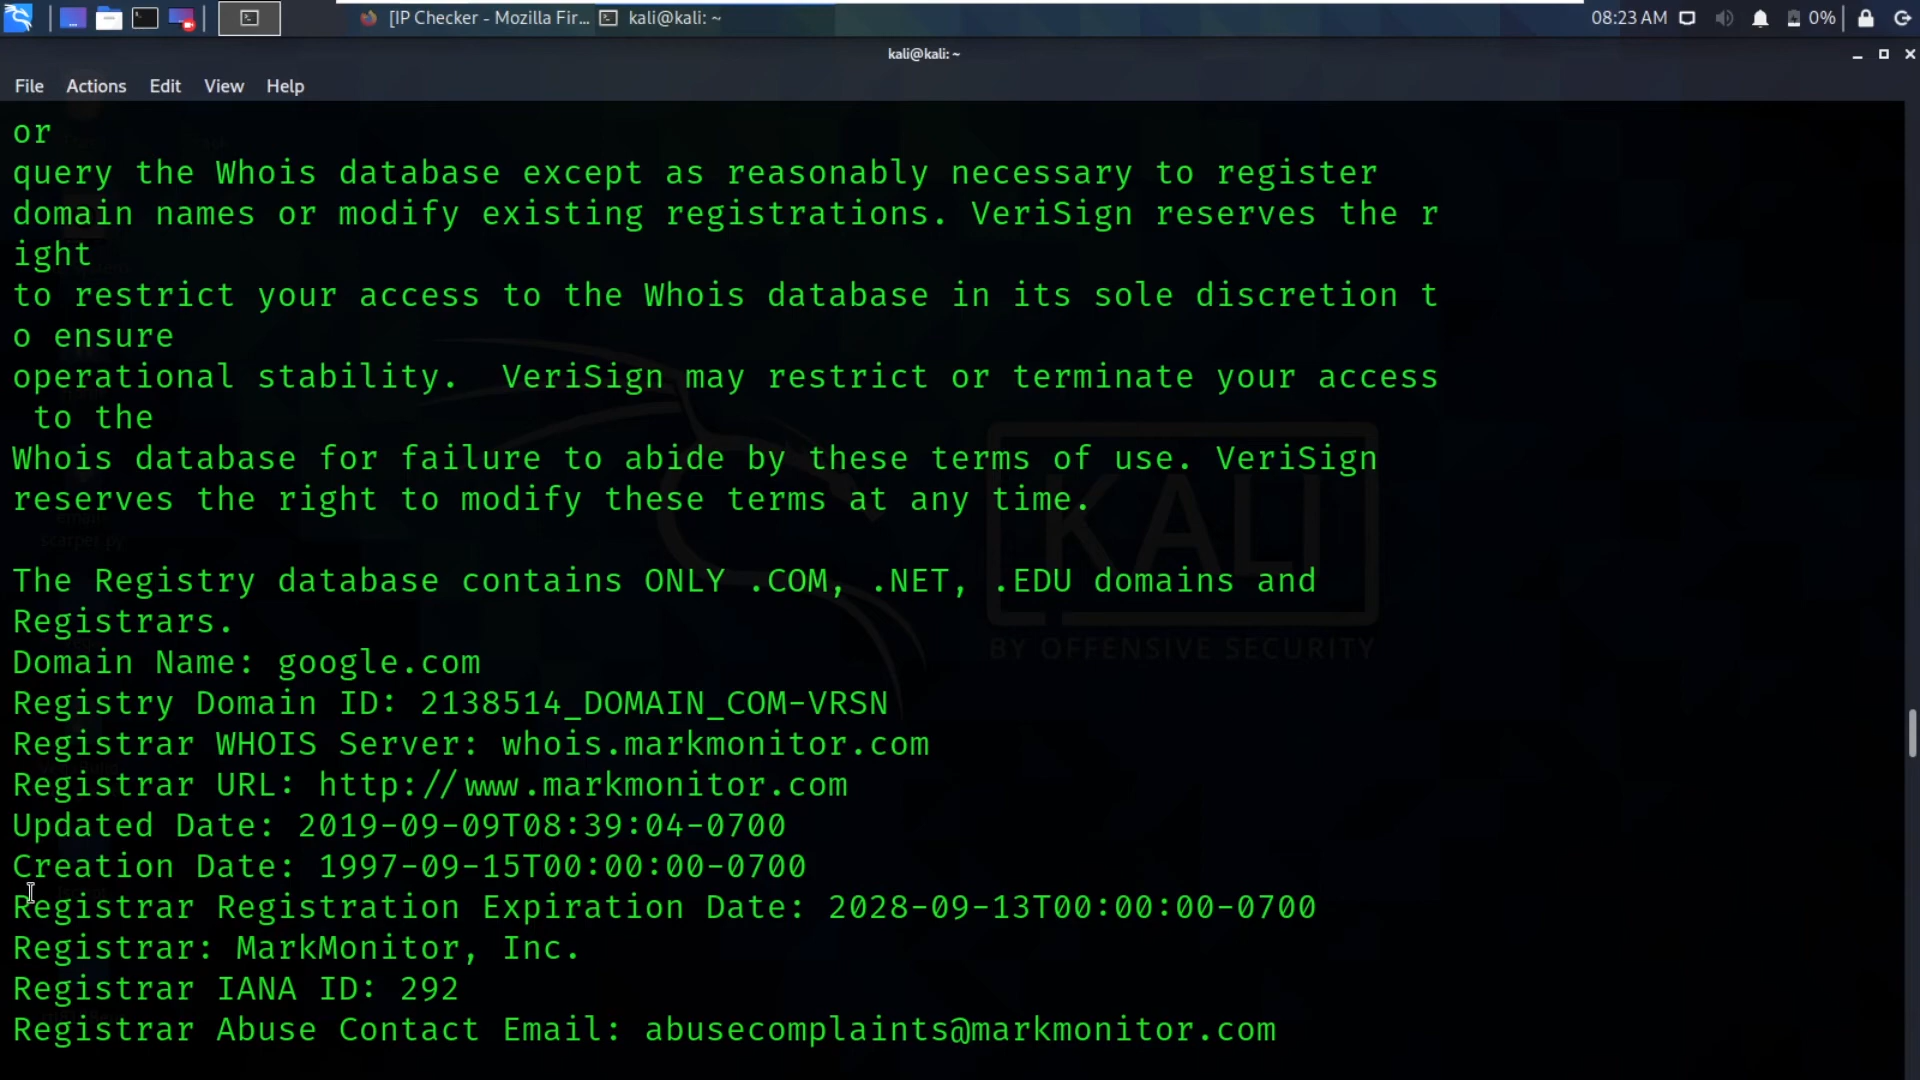 [IP Checker - Mozilla Fir...
kali@kali: ~
08:23 AM
0%
kali@kali: ~
File Actions Edit View Help
or
query the Whois database except as reasonably necessary to register
domain names or modify existing registrations. VeriSign reserves the r
ight
to restrict your access to the Whois database in its sole discretion t
o ensure
operational stability.  VeriSign may restrict or terminate your access
 to the
Whois database for failure to abide by these terms of use. VeriSign
reserves the right to modify these terms at any time.
The Registry database contains ONLY .COM, .NET, .EDU domains and
Registrars.
Domain Name: google.com
Registry Domain ID: 2138514_DOMAIN_COM-VRSN
Registrar WHOIS Server: whois.markmonitor.com
Registrar URL: http://www.markmonitor.com
Updated Date: 2019-09-09T08:39:04-0700
Creation Date: 1997-09-15T00:00:00-0700
Registrar Registration Expiration Date: 2028-09-13T00:00:00-0700
Registrar: MarkMonitor, Inc.
Registrar IANA ID: 292
Registrar Abuse Contact Email: abusecomplaints@markmonitor.com
KALI
BY OFFENSIVE SECURITY
scarper.py